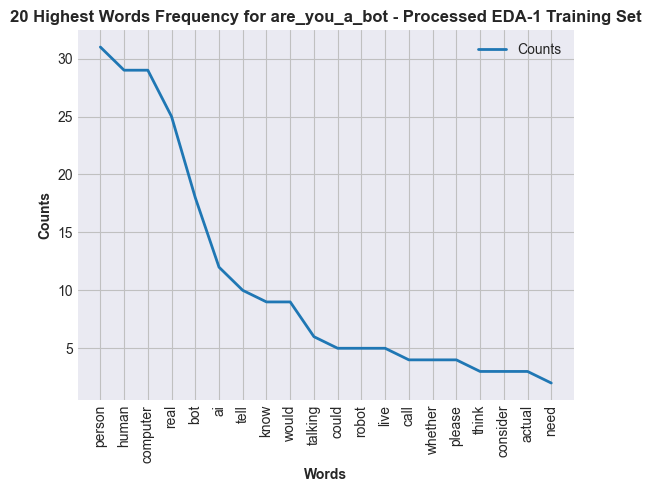 20 Highest Words Frequency for are_you_a_bot - Processed EDA-1 Training Set
Counts
30
25
20
15
10
5
Counts
person
human
computer
real
bot
ai
tell
know
would
talking
could
robot
live
call
whether
please
think
consider
actual
need
Words